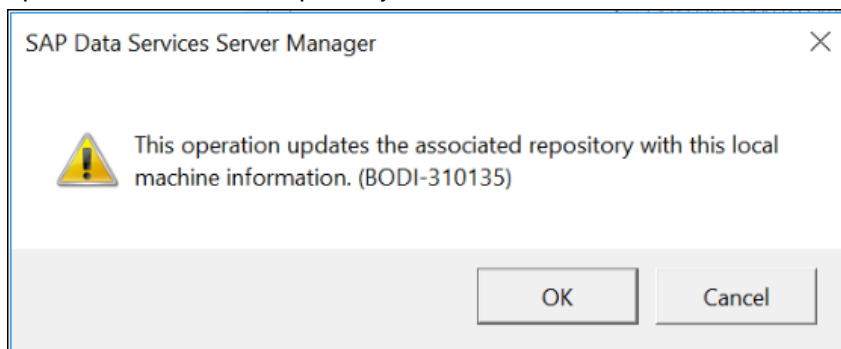 SAP Data Services Server Manager
This operation updates the associated repository with this local
machine information. (BODI-310135)
OK
Cancel